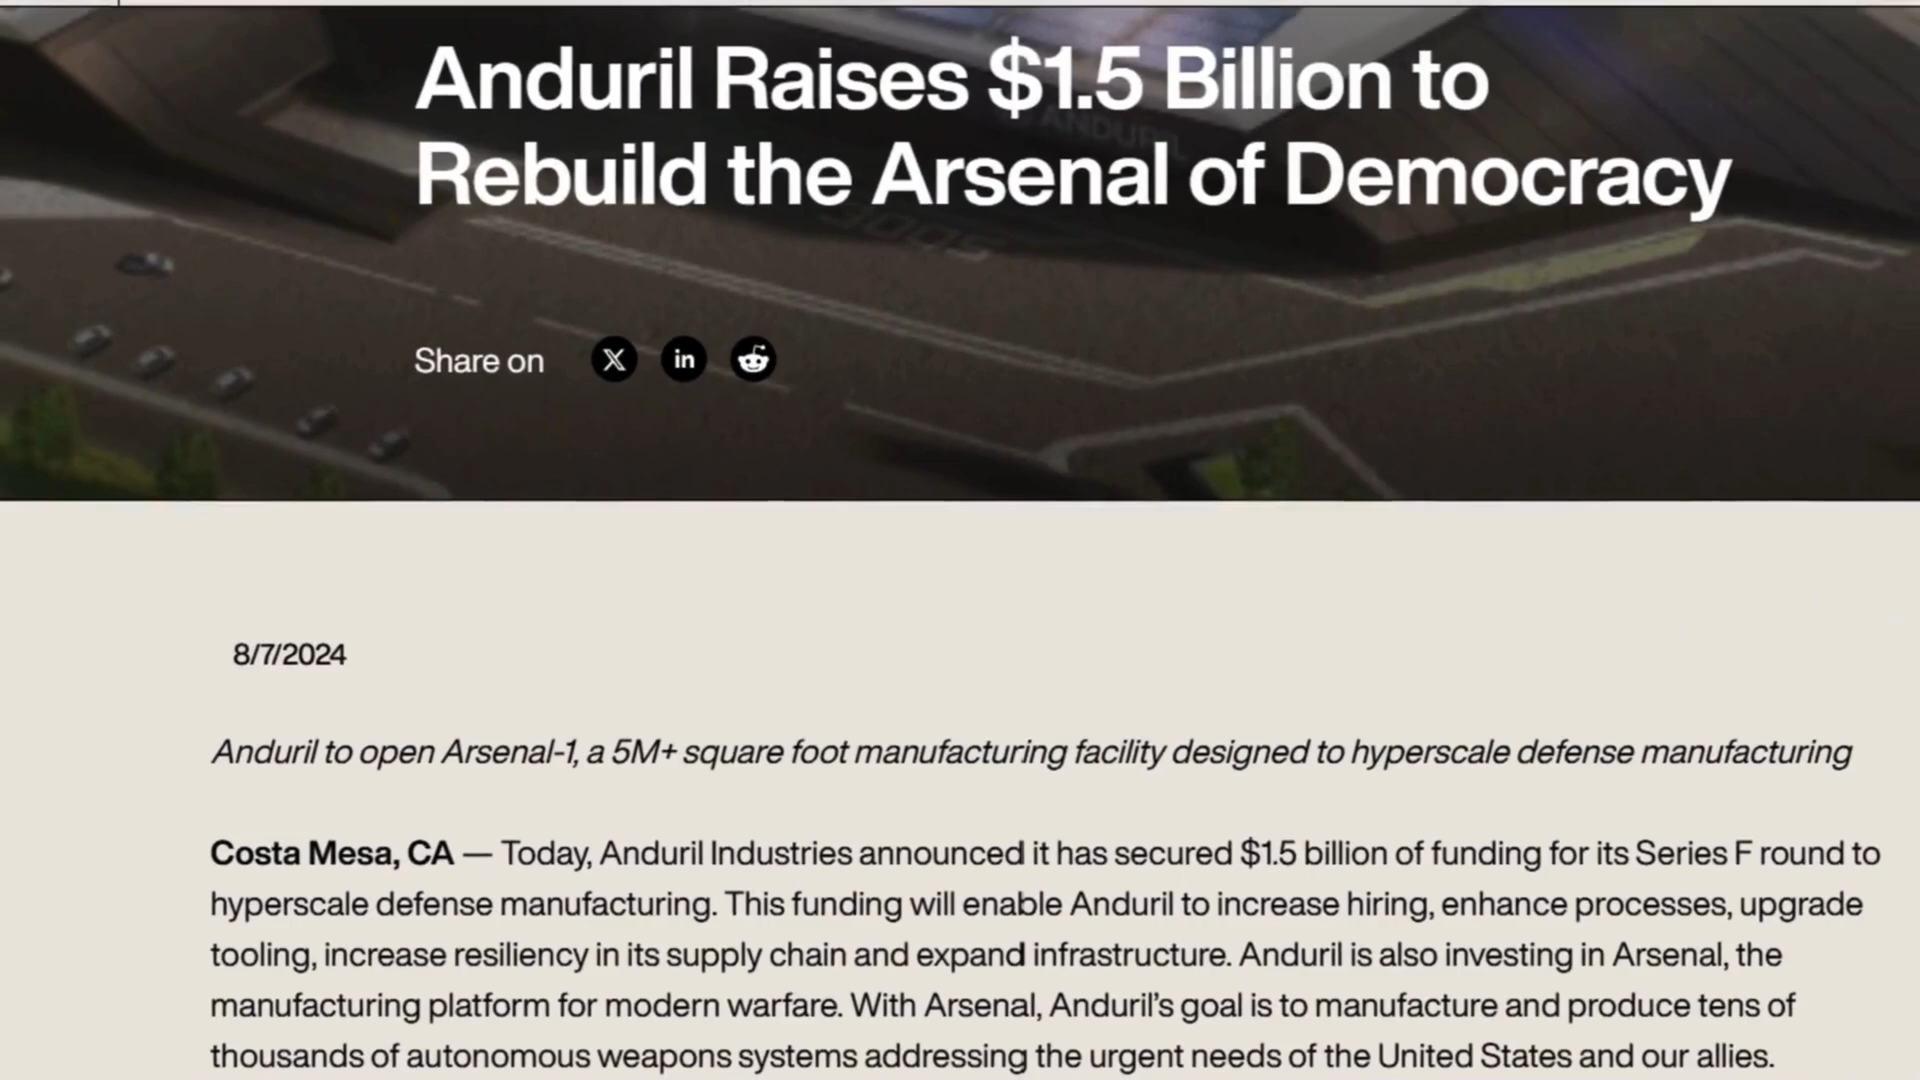 Anduril Raises $1.5 Billion to
Rebuild the Arsenal of Democracy
ANDURIL
Share on
in
8/7/2024
Anduril to open Arsenal-1, a 5M+ square foot manufacturing facility designed to hyperscale defense manufacturing
Costa Mesa, CA — Today, Anduril Industries announced it has secured $1.5 billion of funding for its Series F round to
hyperscale defense manufacturing. This funding will enable Anduril to increase hiring, enhance processes, upgrade
tooling, increase resiliency in its supply chain and expand infrastructure. Anduril is also investing in Arsenal, the
manufacturing platform for modern warfare. With Arsenal, Anduril’s goal is to manufacture and produce tens of
thousands of autonomous weapons systems addressing the urgent needs of the United States and our allies.